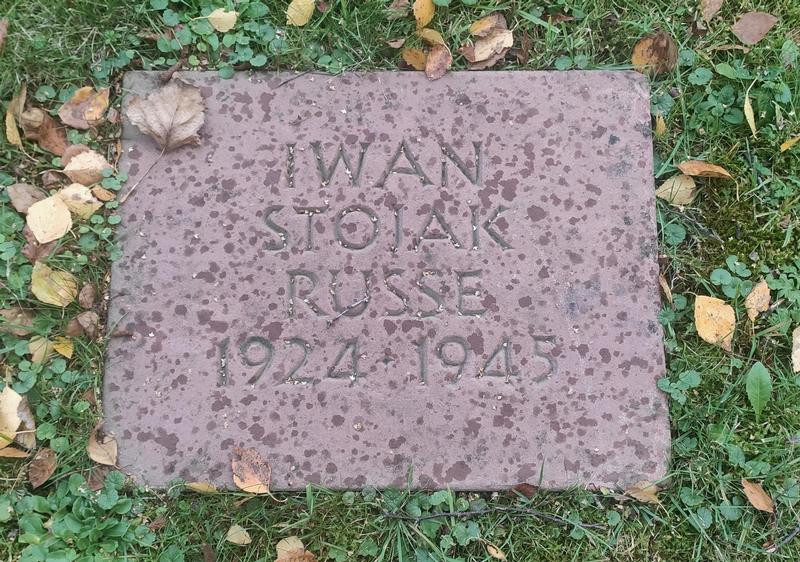 IWAN
STOJAK
RUSSE
1924 · 1945